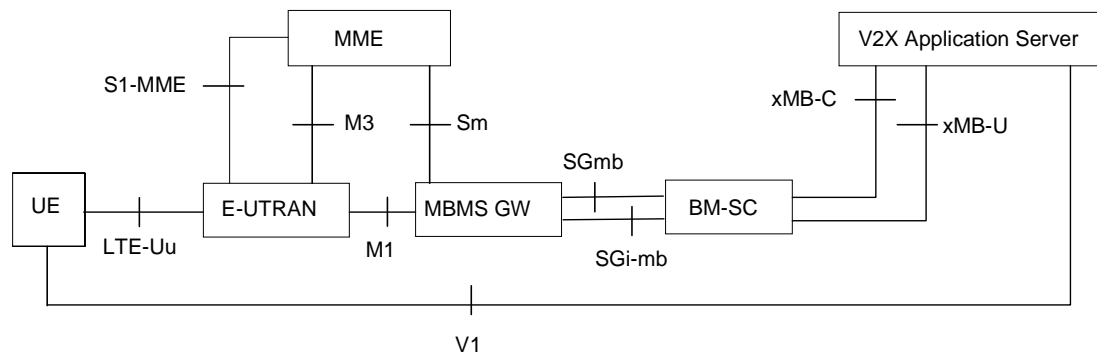 MME
V2X Application Server
S1-MME
xMB-C
M3
Sm
xMB-U
SGmb
UE
E-UTRAN
MBMS GW
BM-SC
LTE-Uu
M1
SGi-mb
V1